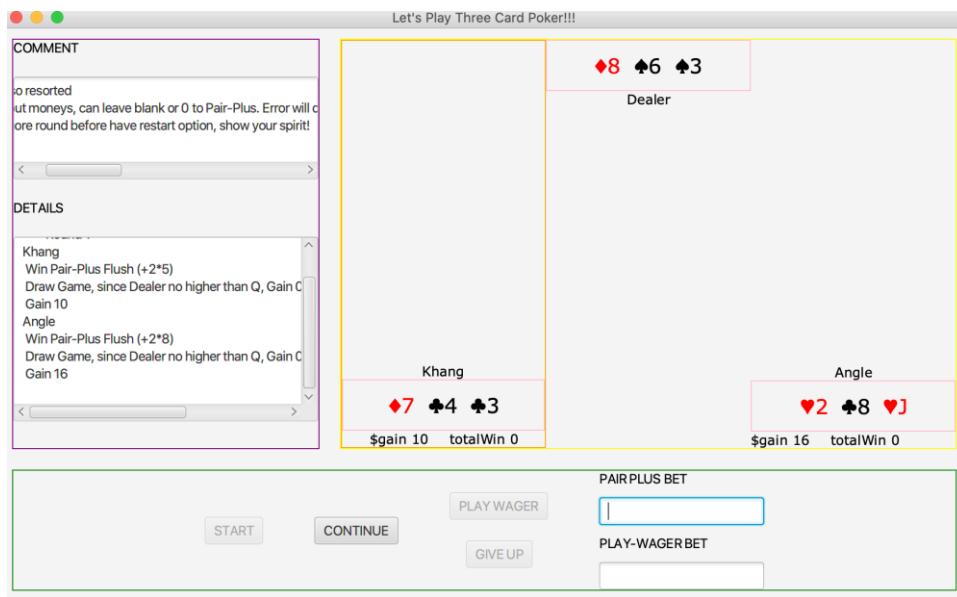 Let's Play Three Card Poker!!!
COMMENT
so resorted
ut moneys, can leave blank or 0 to Pair-Plus. Error will c
ore round before have restart option, show your spirit!
DETAILS
Khang
Win Pair-Plus Flush (+2*5)
Draw Game, since Dealer no higher than Q, Gain 0
Gain 10
Angle
Win Pair-Plus Flush (+2*8)
Draw Game, since Dealer no higher than Q, Gain 0
Gain 16
♦8 ♠6 ♠3
Dealer
Khang
♦7 ♣4 ♣3
$gain 10 totalWin 0
Angle
♥2 ♣8 ♥J
$gain 16 totalWin 0
START
CONTINUE
PLAY WAGER
GIVE UP
PAIR PLUS BET
PLAY-WAGER BET